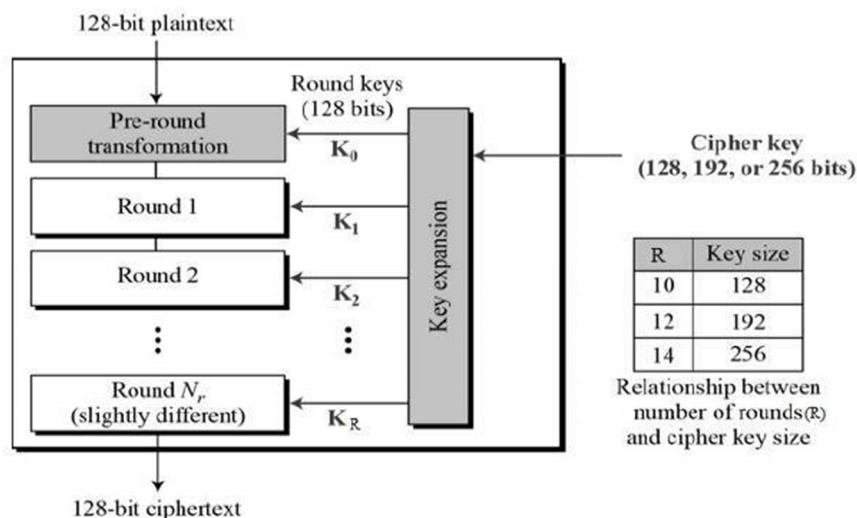 128-bit plaintext
Round keys
(128 bits)
Pre-round
transformation
K₀
Cipher key
(128, 192, or 256 bits)
Round 1
K₁
Round 2
K₂
Key expansion
R Key size
10 128
12 192
14 256
Round Nᵣ
(slightly different)
K_R
Relationship between
number of rounds(R)
and cipher key size
128-bit ciphertext